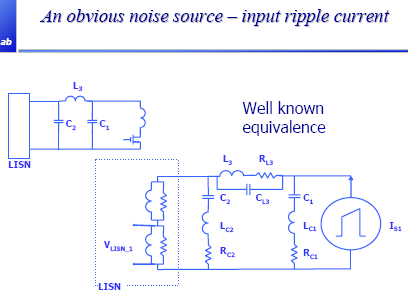 An obvious noise source – input ripple current
ab
L3
C2
C1
LISN
Well known
equivalence
L3
RL3
C2
CL3
C1
LC2
LC1
IS1
VLISN_1
RC2
RC1
LISN